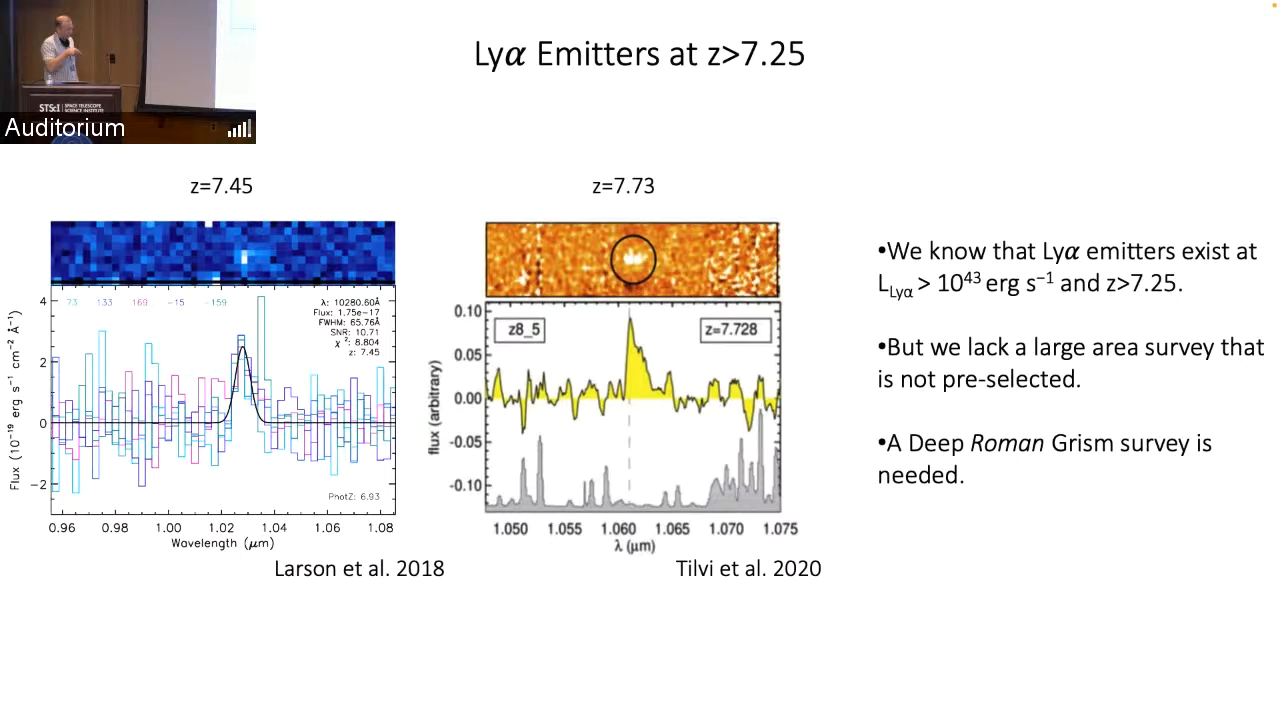 STScI | SPACE TELESCOPE
SCIENCE INSTITUTE
Auditorium
Ly𝜶 Emitters at z>7.25
z=7.45
73 133 169 −15 −159
λ: 10280.60Å
Flux: 1.75e−17
FWHM: 65.76Å
SNR: 10.71
χ²: 8.804
z: 7.45
PhotZ: 6.93
Flux (10⁻¹⁹ erg s⁻¹ cm⁻² Å⁻¹)
4
2
0
−2
0.96 0.98 1.00 1.02 1.04 1.06 1.08
Wavelength (μm)
Larson et al. 2018
z=7.73
z8_5
z=7.728
flux (arbitrary)
0.10
0.05
0.00
-0.05
-0.10
1.050 1.055 1.060 1.065 1.070 1.075
λ (μm)
Tilvi et al. 2020
•We know that Ly𝜶 emitters exist at
L_Lyα > 10⁴³ erg s⁻¹ and z>7.25.
•But we lack a large area survey that
is not pre-selected.
•A Deep Roman Grism survey is
needed.